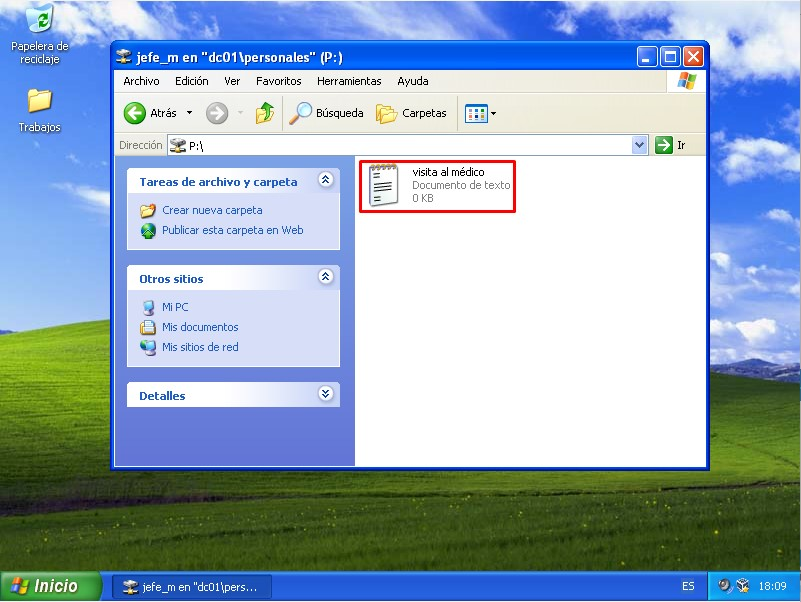 Papelera de
reciclaje
Trabajos
jefe_m en "dc01\personales" (P:)
Archivo Edición Ver Favoritos Herramientas Ayuda
Atrás Búsqueda Carpetas
Dirección P:\ Ir
Tareas de archivo y carpeta
Crear nueva carpeta
Publicar esta carpeta en Web
Otros sitios
Mi PC
Mis documentos
Mis sitios de red
Detalles
visita al médico
Documento de texto
0 KB
Inicio jefe_m en "dc01\pers... ES 18:09